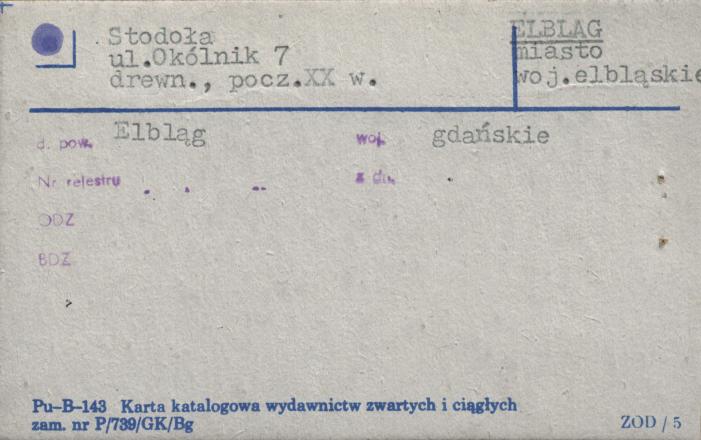 Stodoła
ul.Okólnik 7
drewn., pocz.XX w.
ELBLĄG
miasto
woj.elbląskie
d. pow. Elbląg woj. gdańskie
Nr rejestru z dn.
ODZ
BDZ
Pu-B-143 Karta katalogowa wydawnictw zwartych i ciągłych
zam. nr P/739/GK/Bg
ZOD / 5